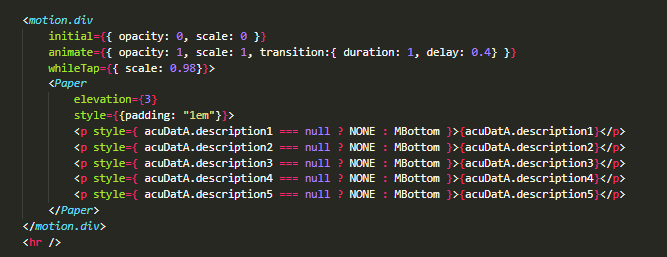 <motion.div
initial={{ opacity: 0, scale: 0 }}
animate={{ opacity: 1, scale: 1, transition:{ duration: 1, delay: 0.4} }}
whileTap={{ scale: 0.98}}>
<Paper
elevation={3}
style={{padding: "1em"}}>
<p style={ acuDatA.description1 === null ? NONE : MBottom }>{acuDatA.description1}</p>
<p style={ acuDatA.description2 === null ? NONE : MBottom }>{acuDatA.description2}</p>
<p style={ acuDatA.description3 === null ? NONE : MBottom }>{acuDatA.description3}</p>
<p style={ acuDatA.description4 === null ? NONE : MBottom }>{acuDatA.description4}</p>
<p style={ acuDatA.description5 === null ? NONE : MBottom }>{acuDatA.description5}</p>
</Paper>
</motion.div>
<hr />